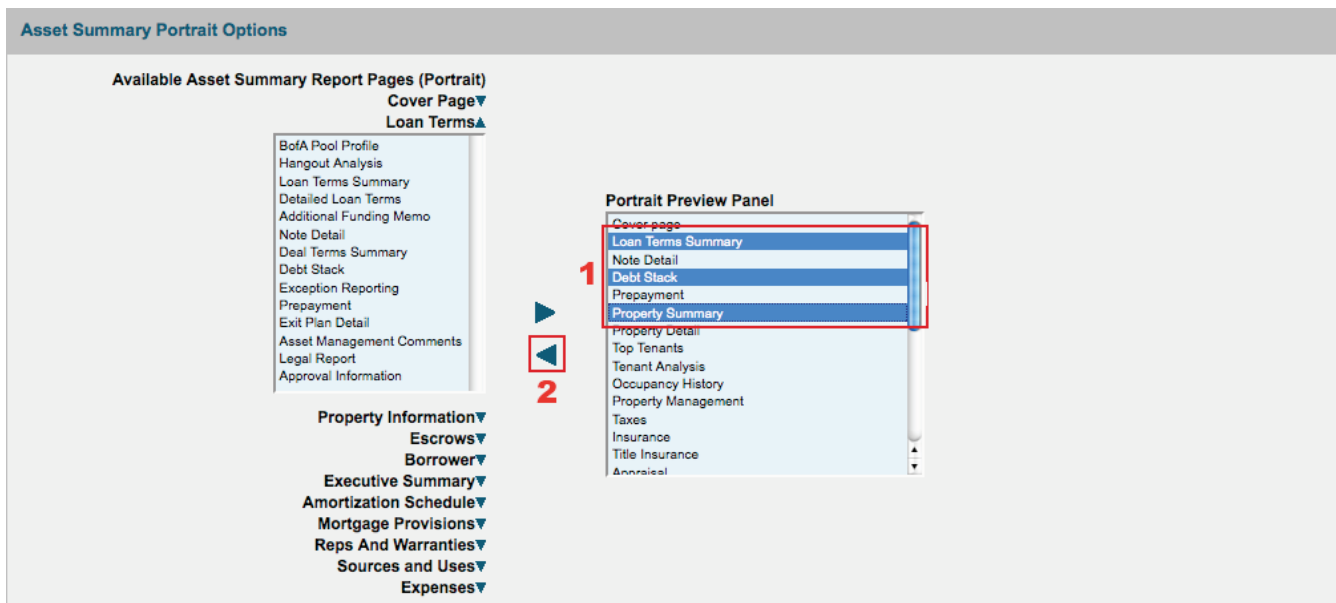 Asset Summary Portrait Options
Available Asset Summary Report Pages (Portrait)
Cover Page▼
Loan Terms▲
BofA Pool Profile
Hangout Analysis
Loan Terms Summary
Detailed Loan Terms
Additional Funding Memo
Note Detail
Deal Terms Summary
Debt Stack
Exception Reporting
Prepayment
Exit Plan Detail
Asset Management Comments
Legal Report
Approval Information
Property Information▼
Escrows▼
Borrower▼
Executive Summary▼
Amortization Schedule▼
Mortgage Provisions▼
Reps And Warranties▼
Sources and Uses▼
Expenses▼
1
2
Portrait Preview Panel
Cover page
Loan Terms Summary
Note Detail
Debt Stack
Prepayment
Property Summary
Property Detail
Top Tenants
Tenant Analysis
Occupancy History
Property Management
Taxes
Insurance
Title Insurance
Appraisal